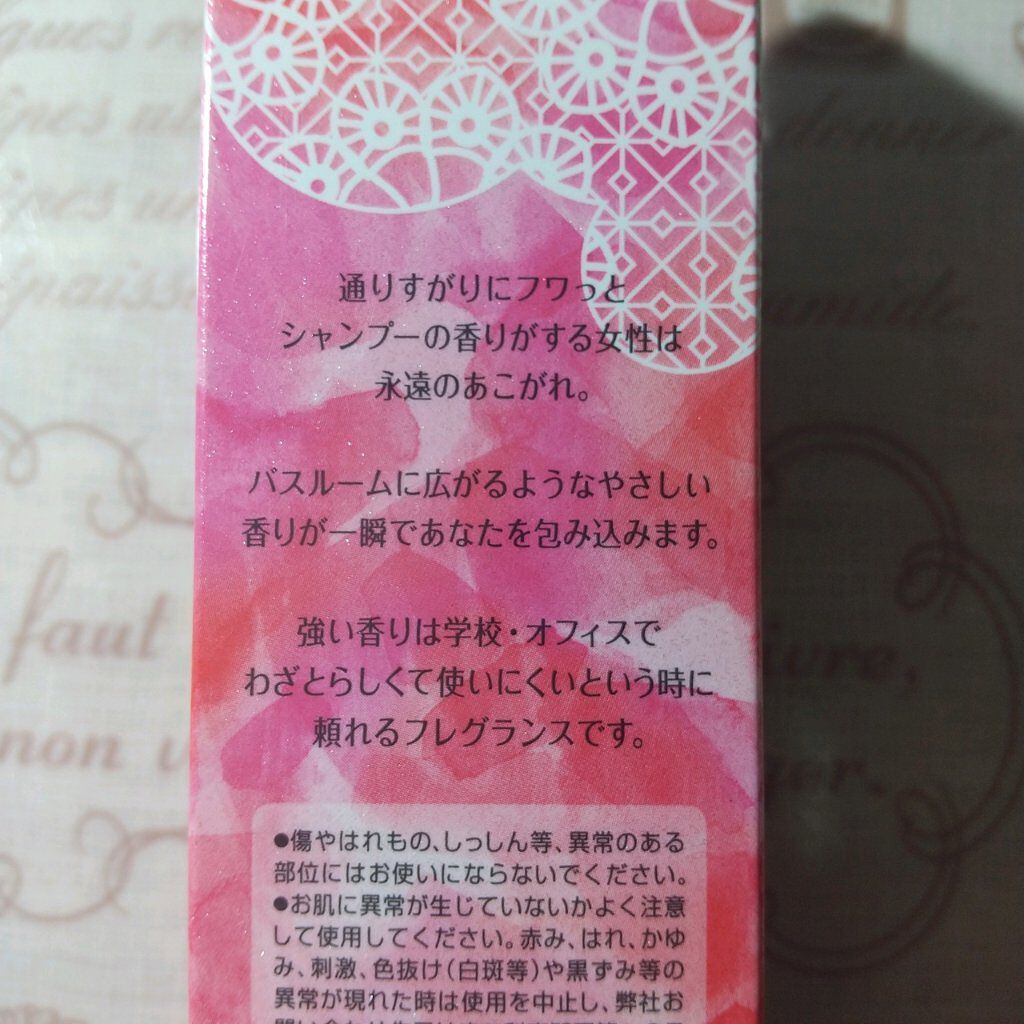 通りすがりにフワっと
シャンプーの香りがする女性は
永遠のあこがれ。
バスルームに広がるようなやさしい
香りが一瞬であなたを包み込みます。
強い香りは学校・オフィスで
わざとらしくて使いにくいという時に
頼れるフレグランスです。
●傷やはれもの、しっしん等、異常のある
部位にはお使いにならないでください。
●お肌に異常が生じていないかよく注意
して使用してください。赤み、はれ、かゆ
み、刺激、色抜け(白斑等)や黒ずみ等の
異常が現れた時は使用を中止し、弊社お
faut
non